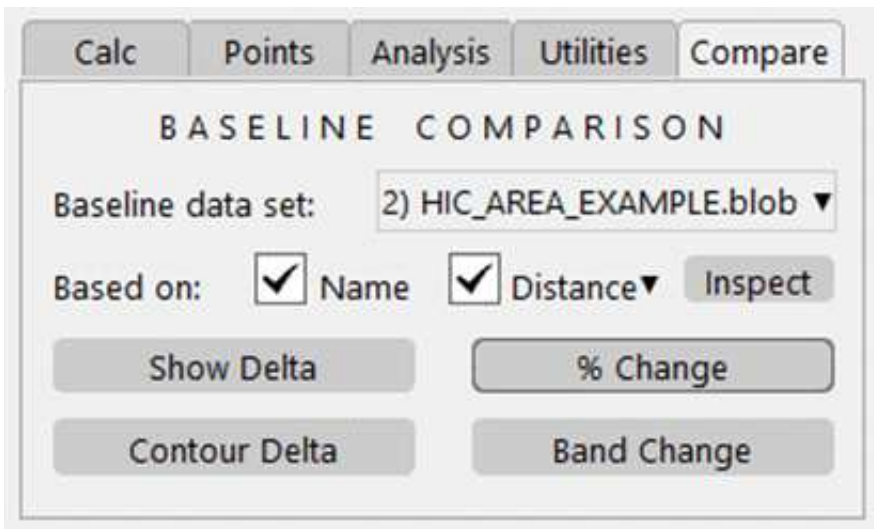 Calc Points Analysis Utilities Compare
BASELINE COMPARISON
Baseline data set: 2) HIC_AREA_EXAMPLE.blob ▼
Based on: ✓ Name ✓ Distance▼ Inspect
Show Delta % Change
Contour Delta Band Change